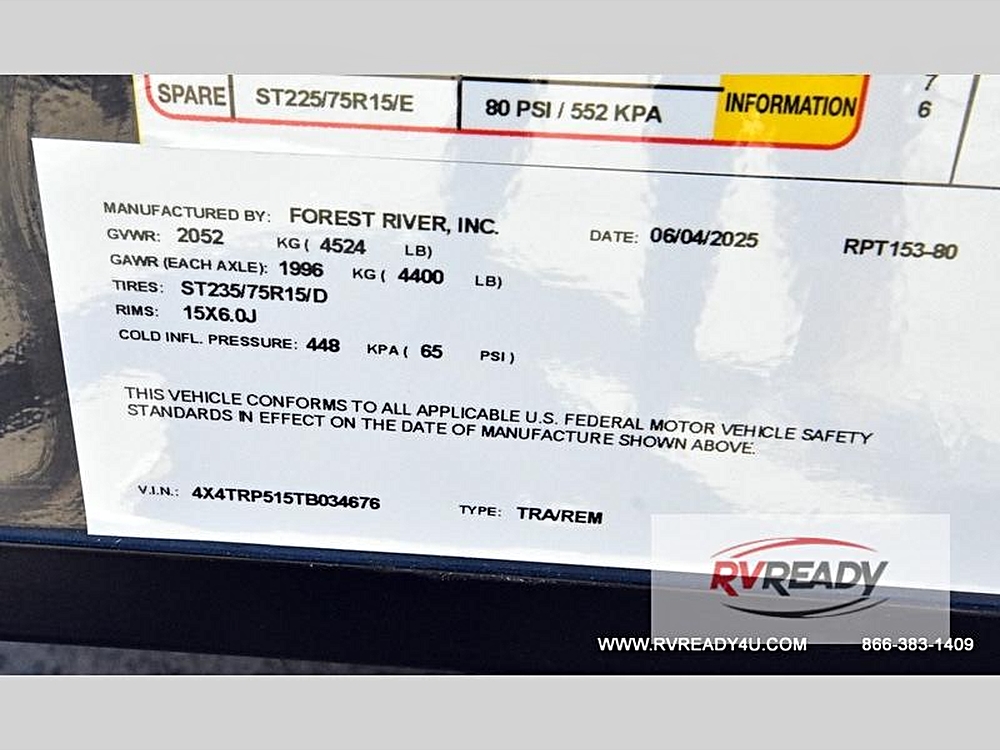 SPARE ST225/75R15/E 80 PSI / 552 KPA INFORMATION 7
6
MANUFACTURED BY: FOREST RIVER, INC. DATE: 06/04/2025 RPT153-80
GVWR: 2052 KG ( 4524 LB)
GAWR (EACH AXLE): 1996 KG ( 4400 LB)
TIRES: ST235/75R15/D
RIMS: 15X6.0J
COLD INFL. PRESSURE: 448 KPA ( 65 PSI )
THIS VEHICLE CONFORMS TO ALL APPLICABLE U.S. FEDERAL MOTOR VEHICLE SAFETY
STANDARDS IN EFFECT ON THE DATE OF MANUFACTURE SHOWN ABOVE.
V.I.N.: 4X4TRP515TB034676 TYPE: TRA/REM
RVREADY
WWW.RVREADY4U.COM 866-383-1409